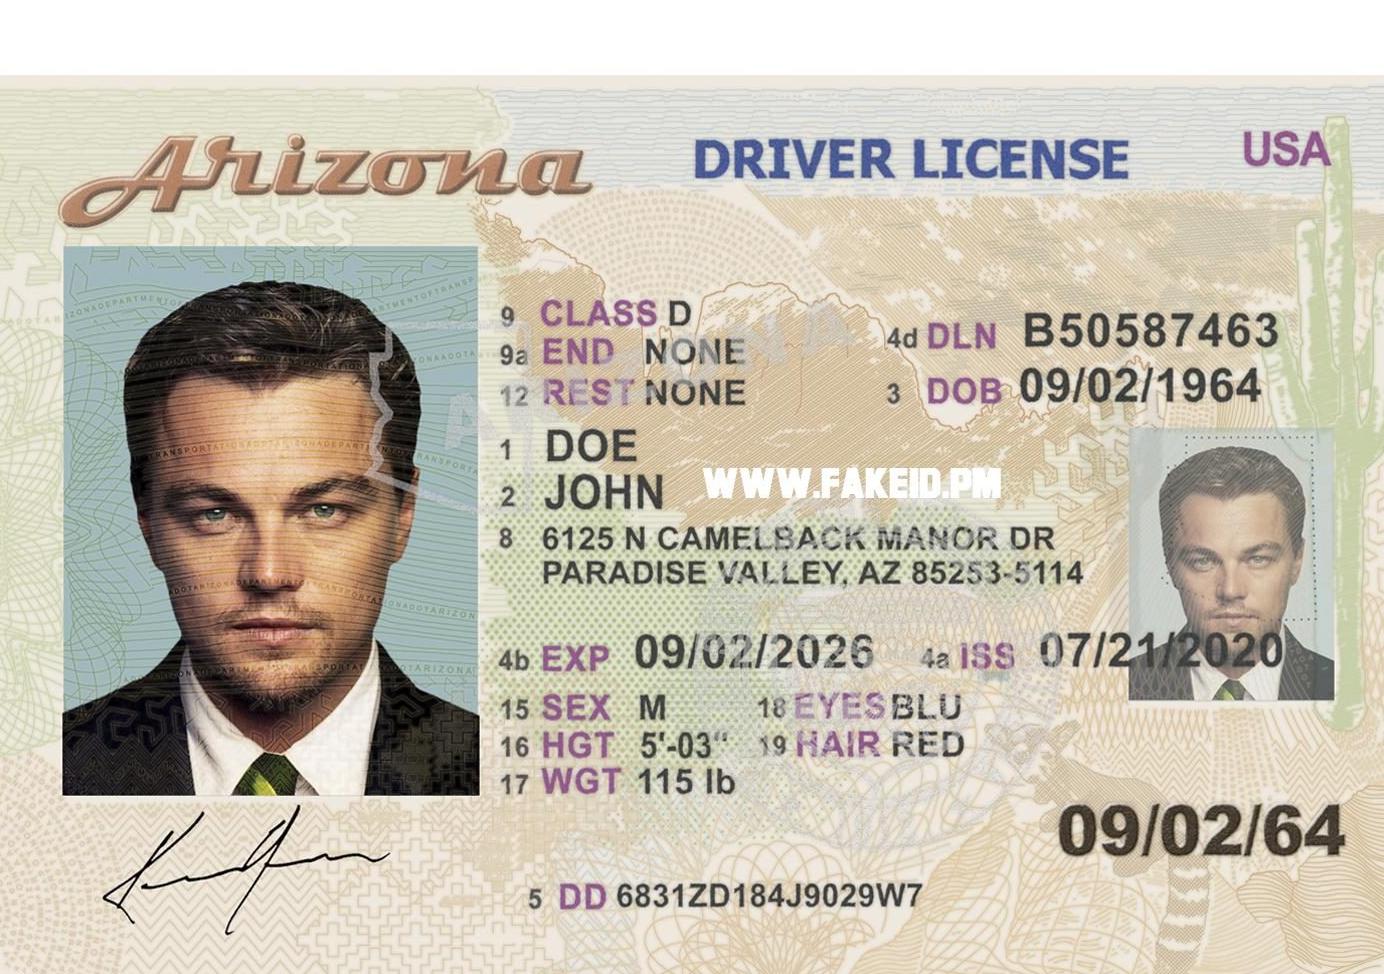 Arizona
DRIVER LICENSE
USA
9 CLASS D
9a END NONE
12 REST NONE
4d DLN B50587463
3 DOB 09/02/1964
1 DOE
2 JOHN
WWW.FAKEID.PM
8 6125 N CAMELBACK MANOR DR
PARADISE VALLEY, AZ 85253-5114
4b EXP 09/02/2026 4a ISS 07/21/2020
15 SEX M 18 EYES BLU
16 HGT 5'-03" 19 HAIR RED
17 WGT 115 lb
09/02/64
5 DD 6831ZD184J9029W7